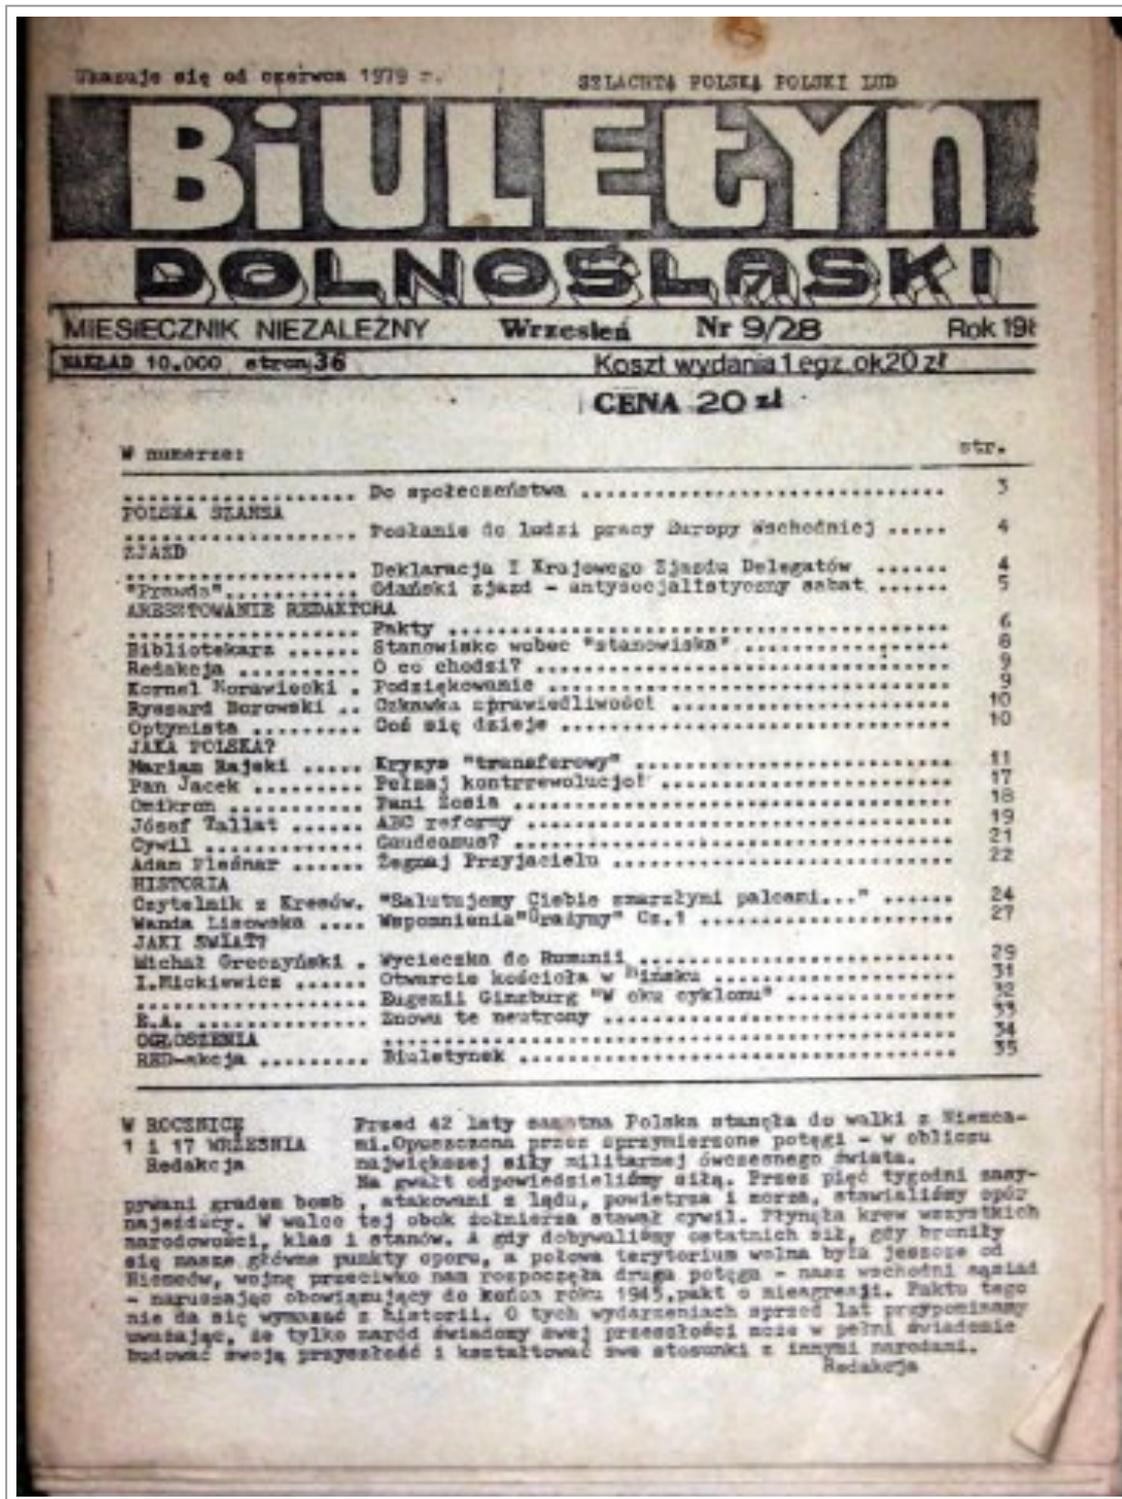 Ukazuje się od czerwca 1979 r. SZLACHTĄ POLSKĄ POLSKI LUD
BiULEtYn
DOLNOŚLĄSKI
MIESIĘCZNIK NIEZALEŻNY Wrzesień Nr 9/28 Rok 198
NAKŁAD 10.000 stron 36 Koszt wydania 1 egz. ok 20 zł
CENA 20 zł
W numerze: str.
.................... Do społeczeństwa .............................. 3
POLSKA SZANSA
.................... Posłanie do ludzi pracy Europy Wschodniej ..... 4
ZJAZD
.................... Deklaracja I Krajowego Zjazdu Delegatów ...... 4
"Prawda"............ Gdański zjazd - antysocjalistyczny sabat ...... 5
ARESZTOWANIE REDAKTORA
.................... Fakty .............................. 6
Bibliotekarz ...... Stanowisko wobec "stanowiska" ................. 8
Redakcja .......... O co chodzi? .............................. 9
Kornel Morawiecki . Podziękowanie .............................. 9
Ryszard Borowski .. Czkawka sprawiedliwości ..................... 10
Optymista ......... Coś się dzieje .............................. 10
JAKA POLSKA?
Marian Rajski ..... Kryzys "transferowy" ........................ 11
Pan Jacek ......... Pełzaj kontrrewolucjo! ...................... 17
Omikron ........... Pani Zosia .............................. 18
Józef Tallat ...... ABC reformy .............................. 19
Cywil ............. Gaudeamus? .............................. 21
Adam Pleśnar ...... Żegnaj Przyjacielu .......................... 22
HISTORIA
Czytelnik z Kresów. "Salutujemy Ciebie zmarzłymi palcami..." ...... 24
Wanda Lisowska .... Wspomnienia "Grażyny" Cz.1 ................... 27
JAKI ŚWIAT?
Michał Greczyński . Wycieczka do Rumunii ........................ 29
I.Mickiewicz ...... Otwarcie kościoła w Mińsku .................. 31
................... Eugenii Ginzburg "W oku cyklonu" ............. 32
E.A. .............. Znowu te neutrony .......................... 33
OGŁOSZENIA .............................. 34
RED-akcja ......... Biuletynek .............................. 35
W ROCZNICĘ Przed 42 laty samotna Polska stanęła do walki z Niemca-
1 i 17 WRZEŚNIA mi.Opuszczona przez sprzymierzone potęgi - w obliczu
Redakcja największej siły militarnej ówczesnego świata.
Na gwałt odpowiedzieliśmy siłą. Przez pięć tygodni zasy-
pywani gradem bomb , atakowani z lądu, powietrza i morza, stawialiśmy opór
najeźdźcy. W walce tej obok żołnierza stawał cywil. Płynęła krew wszystkich
narodowości, klas i stanów. A gdy dobywaliśmy ostatnich sił, gdy broniły
się nasze główne punkty oporu, a połowa terytorium wolna była jeszcze od
Niemców, wojnę przeciwko nam rozpoczęła druga potęga - nasz wschodni sąsiad
- naruszając obowiązujący do końca roku 1945,pakt o nieagresji. Faktu tego
nie da się wymazać z historii. O tych wydarzeniach sprzed lat przypominamy
uważając, że tylko naród świadomy swej przeszłości może w pełni świadomie
budować swoją przyszłość i kształtować swe stosunki z innymi narodami.
Redakcja